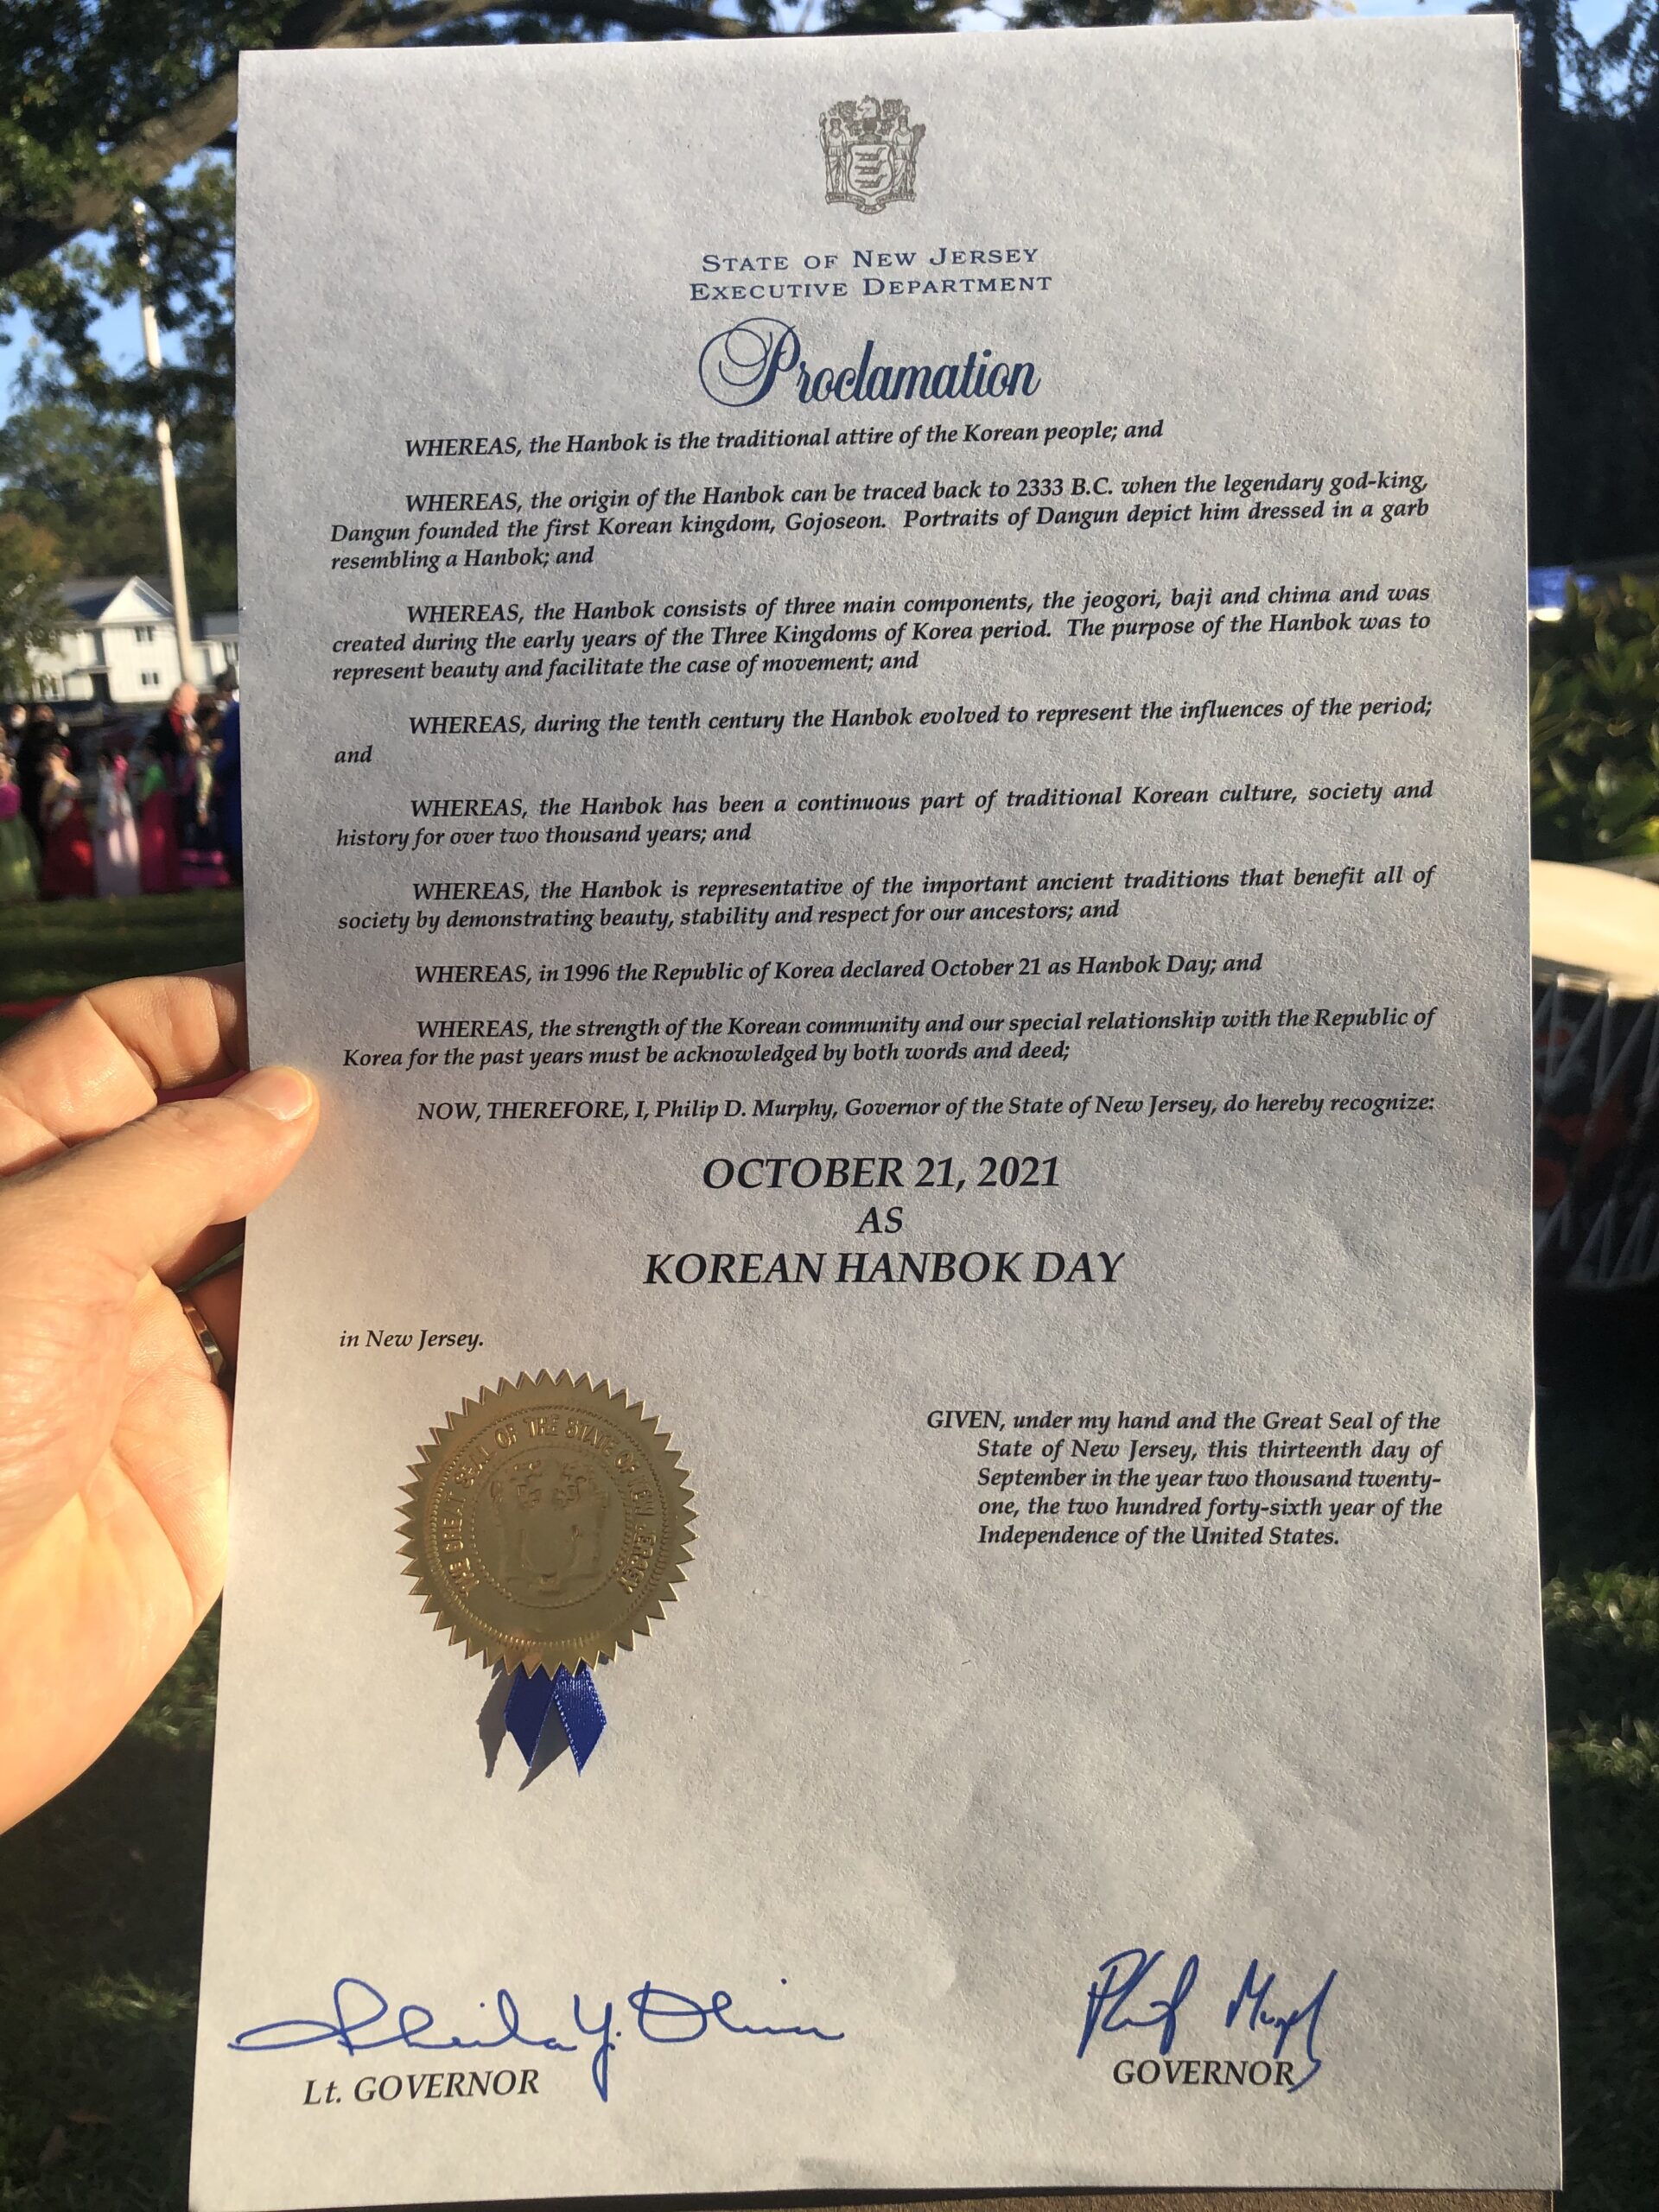 STATE OF NEW JERSEY
EXECUTIVE DEPARTMENT
Proclamation
WHEREAS, the Hanbok is the traditional attire of the Korean people; and
WHEREAS, the origin of the Hanbok can be traced back to 2333 B.C. when the legendary god-king,
Dangun founded the first Korean kingdom, Gojoseon. Portraits of Dangun depict him dressed in a garb
resembling a Hanbok; and
WHEREAS, the Hanbok consists of three main components, the jeogori, baji and chima and was
created during the early years of the Three Kingdoms of Korea period. The purpose of the Hanbok was to
represent beauty and facilitate the case of movement; and
WHEREAS, during the tenth century the Hanbok evolved to represent the influences of the period;
and
WHEREAS, the Hanbok has been a continuous part of traditional Korean culture, society and
history for over two thousand years; and
WHEREAS, the Hanbok is representative of the important ancient traditions that benefit all of
society by demonstrating beauty, stability and respect for our ancestors; and
WHEREAS, in 1996 the Republic of Korea declared October 21 as Hanbok Day; and
WHEREAS, the strength of the Korean community and our special relationship with the Republic of
Korea for the past years must be acknowledged by both words and deed;
NOW, THEREFORE, I, Philip D. Murphy, Governor of the State of New Jersey, do hereby recognize:
OCTOBER 21, 2021
AS
KOREAN HANBOK DAY
in New Jersey.
THE GREAT SEAL OF THE STATE OF NEW JERSEY
GIVEN, under my hand and the Great Seal of the
State of New Jersey, this thirteenth day of
September in the year two thousand twenty-
one, the two hundred forty-sixth year of the
Independence of the United States.
Sheila Y. Oliver
Lt. GOVERNOR
Philip Murphy
GOVERNOR